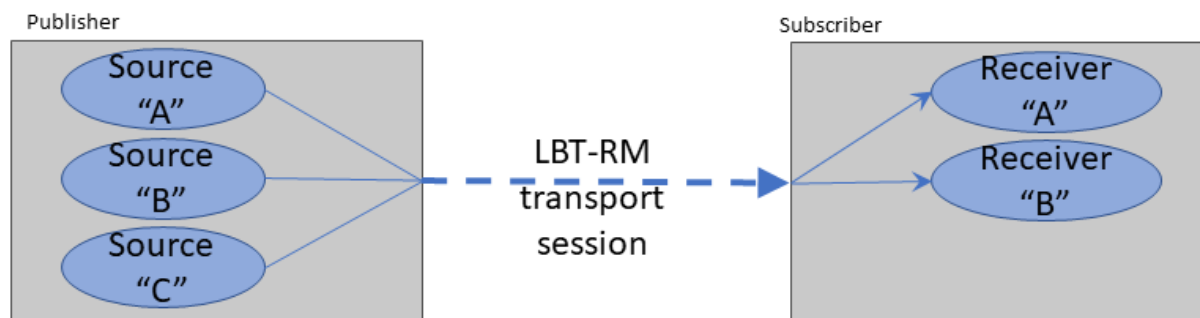 Publisher
Source
“A”
Source
“B”
Source
“C”
LBT-RM
transport
session
Subscriber
Receiver
“A”
Receiver
“B”